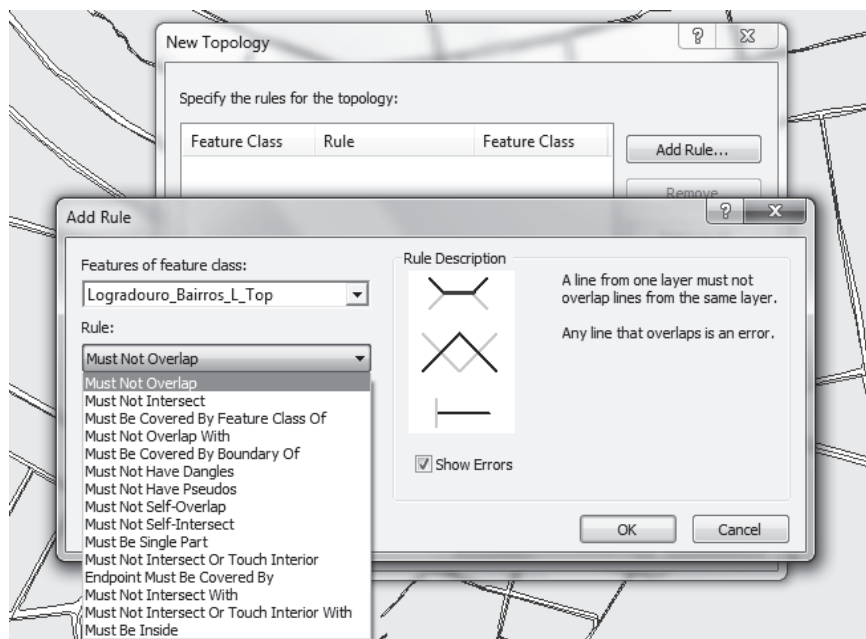 New Topology
Specify the rules for the topology:
Feature Class Rule Feature Class
Add Rule...
Remove
Add Rule
Features of feature class:
Logradouro_Bairros_L_Top
Rule:
Must Not Overlap
Must Not Overlap
Must Not Intersect
Must Be Covered By Feature Class Of
Must Not Overlap With
Must Be Covered By Boundary Of
Must Not Have Dangles
Must Not Have Pseudos
Must Not Self-Overlap
Must Not Self-Intersect
Must Be Single Part
Must Not Intersect Or Touch Interior
Endpoint Must Be Covered By
Must Not Intersect With
Must Not Intersect Or Touch Interior With
Must Be Inside
Rule Description
A line from one layer must not
overlap lines from the same layer.
Any line that overlaps is an error.
Show Errors
OK
Cancel